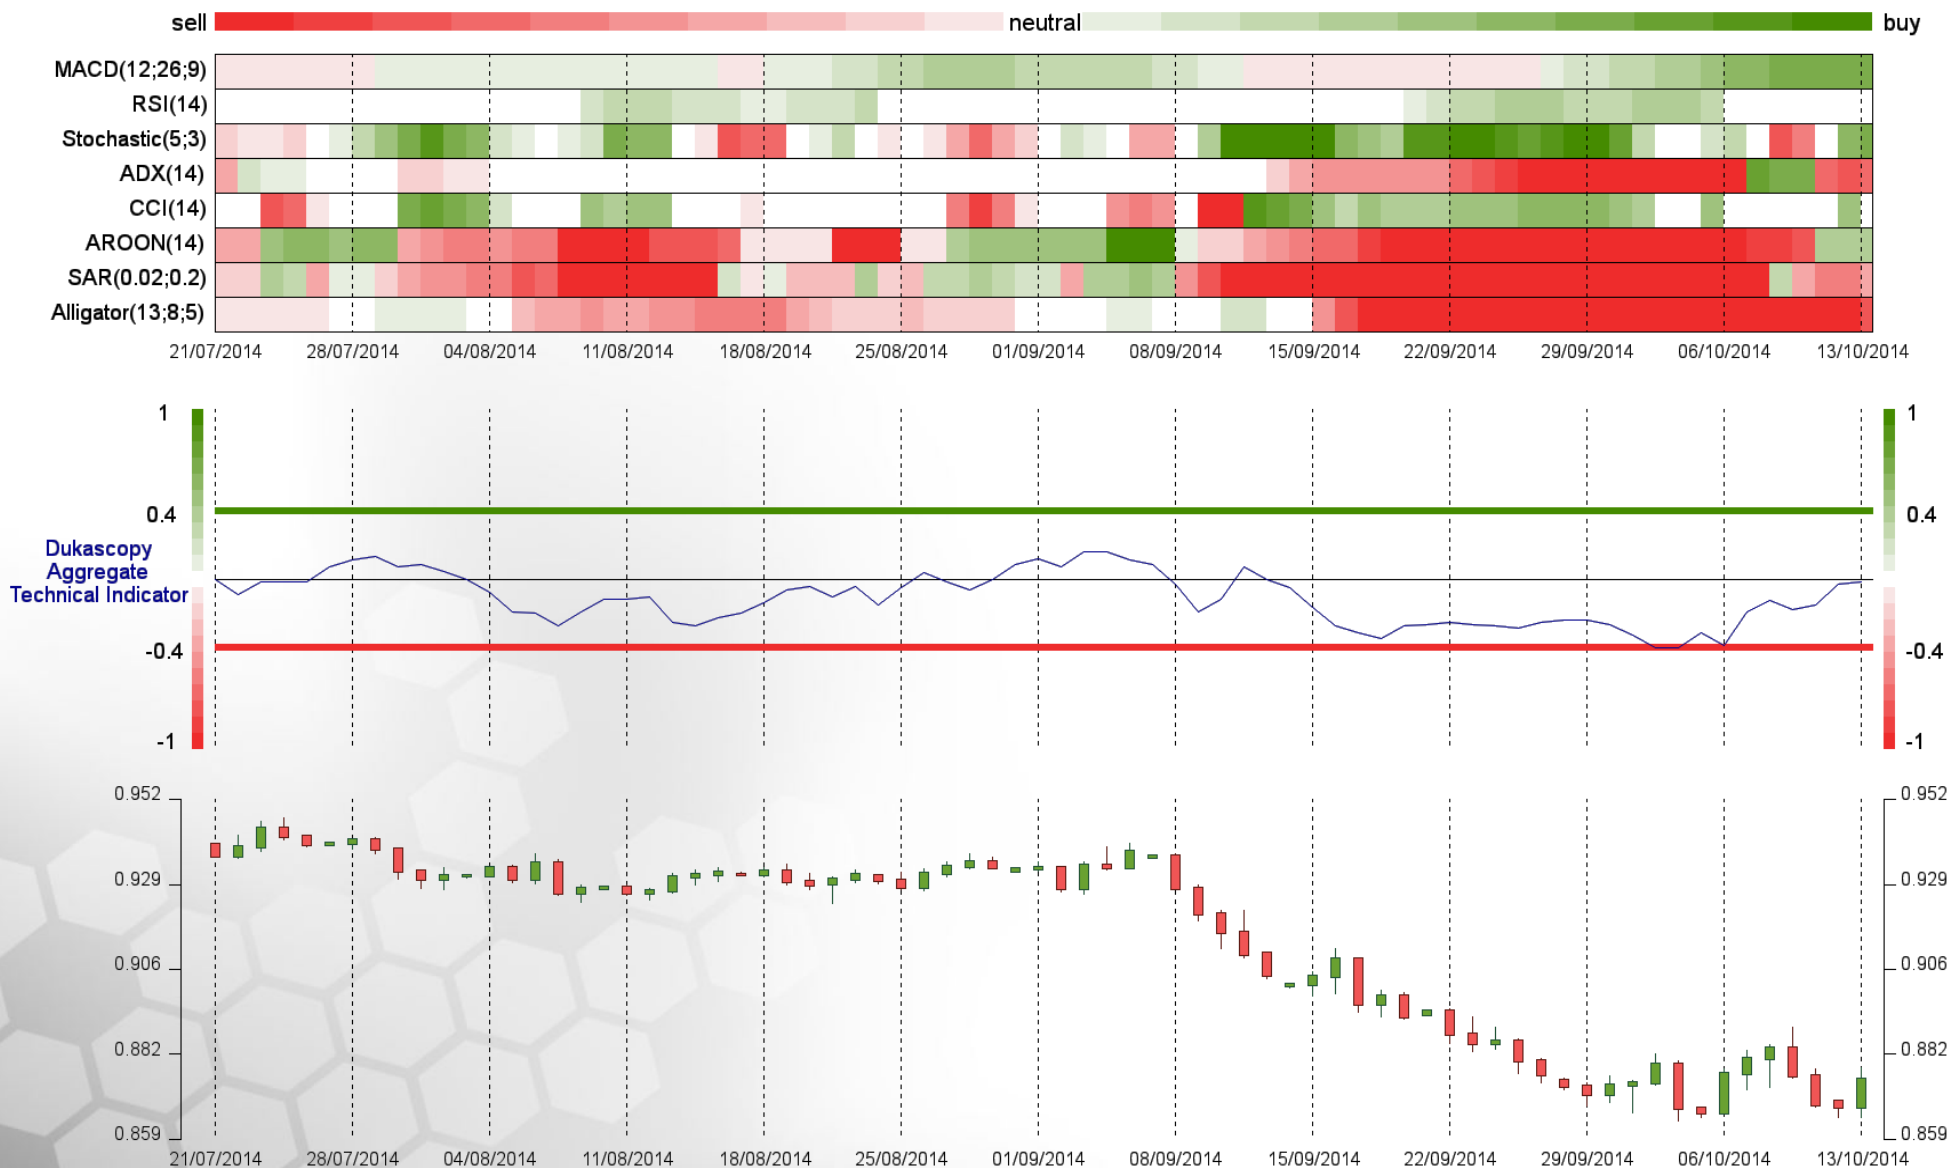 sell neutral buy
MACD(12;26;9)
RSI(14)
Stochastic(5;3)
ADX(14)
CCI(14)
AROON(14)
SAR(0.02;0.2)
Alligator(13;8;5)
21/07/2014 28/07/2014 04/08/2014 11/08/2014 18/08/2014 25/08/2014 01/09/2014 08/09/2014 15/09/2014 22/09/2014 29/09/2014 06/10/2014 13/10/2014
1 1
0.4 0.4
Dukascopy
Aggregate
Technical Indicator
-0.4 -0.4
-1 -1
0.952 0.952
0.929 0.929
0.906 0.906
0.882 0.882
0.859 0.859
21/07/2014 28/07/2014 04/08/2014 11/08/2014 18/08/2014 25/08/2014 01/09/2014 08/09/2014 15/09/2014 22/09/2014 29/09/2014 06/10/2014 13/10/2014